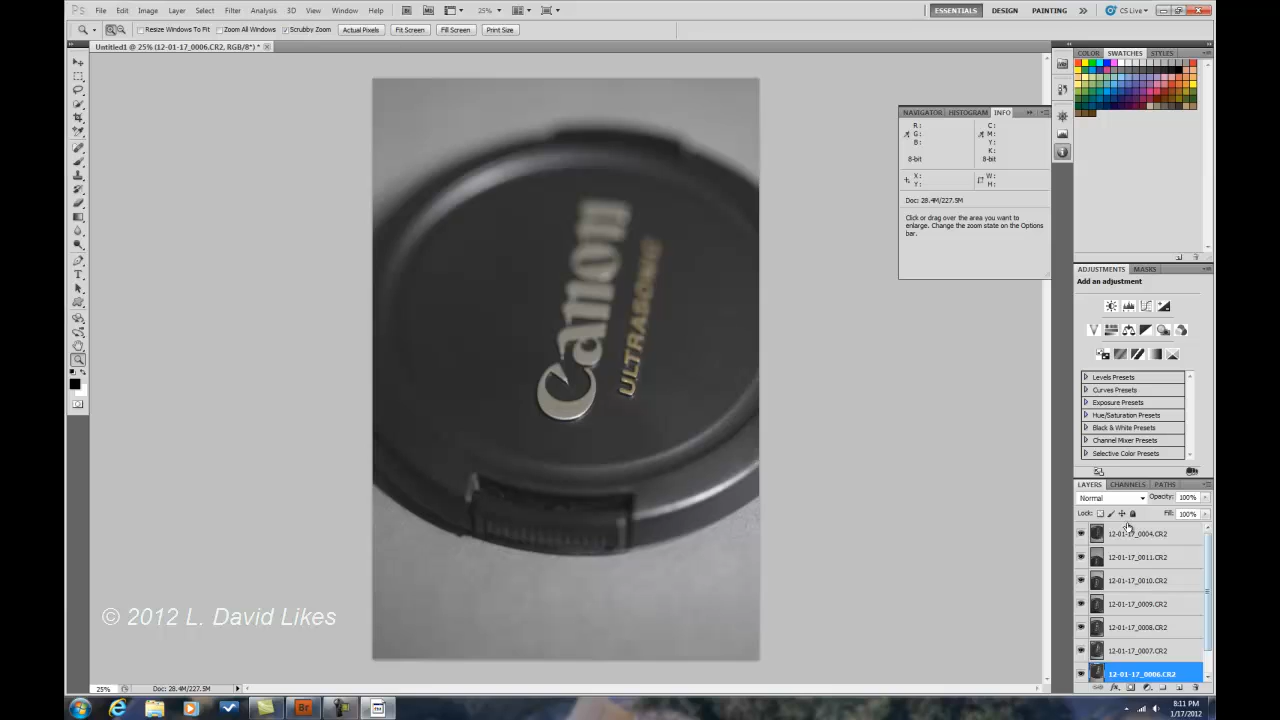 Ps File Edit Image Layer Select Filter Analysis 3D View Window Help Br Mb 25% ESSENTIALS DESIGN PAINTING CS Live
Resize Windows To Fit Zoom All Windows Scrubby Zoom Actual Pixels Fit Screen Fill Screen Print Size
Untitled1 @ 25% (12-01-17_0006.CR2, RGB/8*) *
COLOR SWATCHES STYLES
NAVIGATOR HISTOGRAM INFO
R: C:
G: M:
B: Y:
K:
8-bit 8-bit
X: W:
Y: H:
Doc: 28.4M/227.5M
Click or drag over the area you want to
enlarge. Change the zoom state on the Options
bar.
Canon
ULTRASONIC
ADJUSTMENTS MASKS
Add an adjustment
Levels Presets
Curves Presets
Exposure Presets
Hue/Saturation Presets
Black & White Presets
Channel Mixer Presets
Selective Color Presets
LAYERS CHANNELS PATHS
Normal Opacity: 100%
Lock: Fill: 100%
12-01-17_0004.CR2
12-01-17_0011.CR2
12-01-17_0010.CR2
12-01-17_0009.CR2
12-01-17_0008.CR2
12-01-17_0007.CR2
12-01-17_0006.CR2
© 2012 L. David Likes
25% Doc: 28.4M/227.5M
Br
8:11 PM
1/17/2012